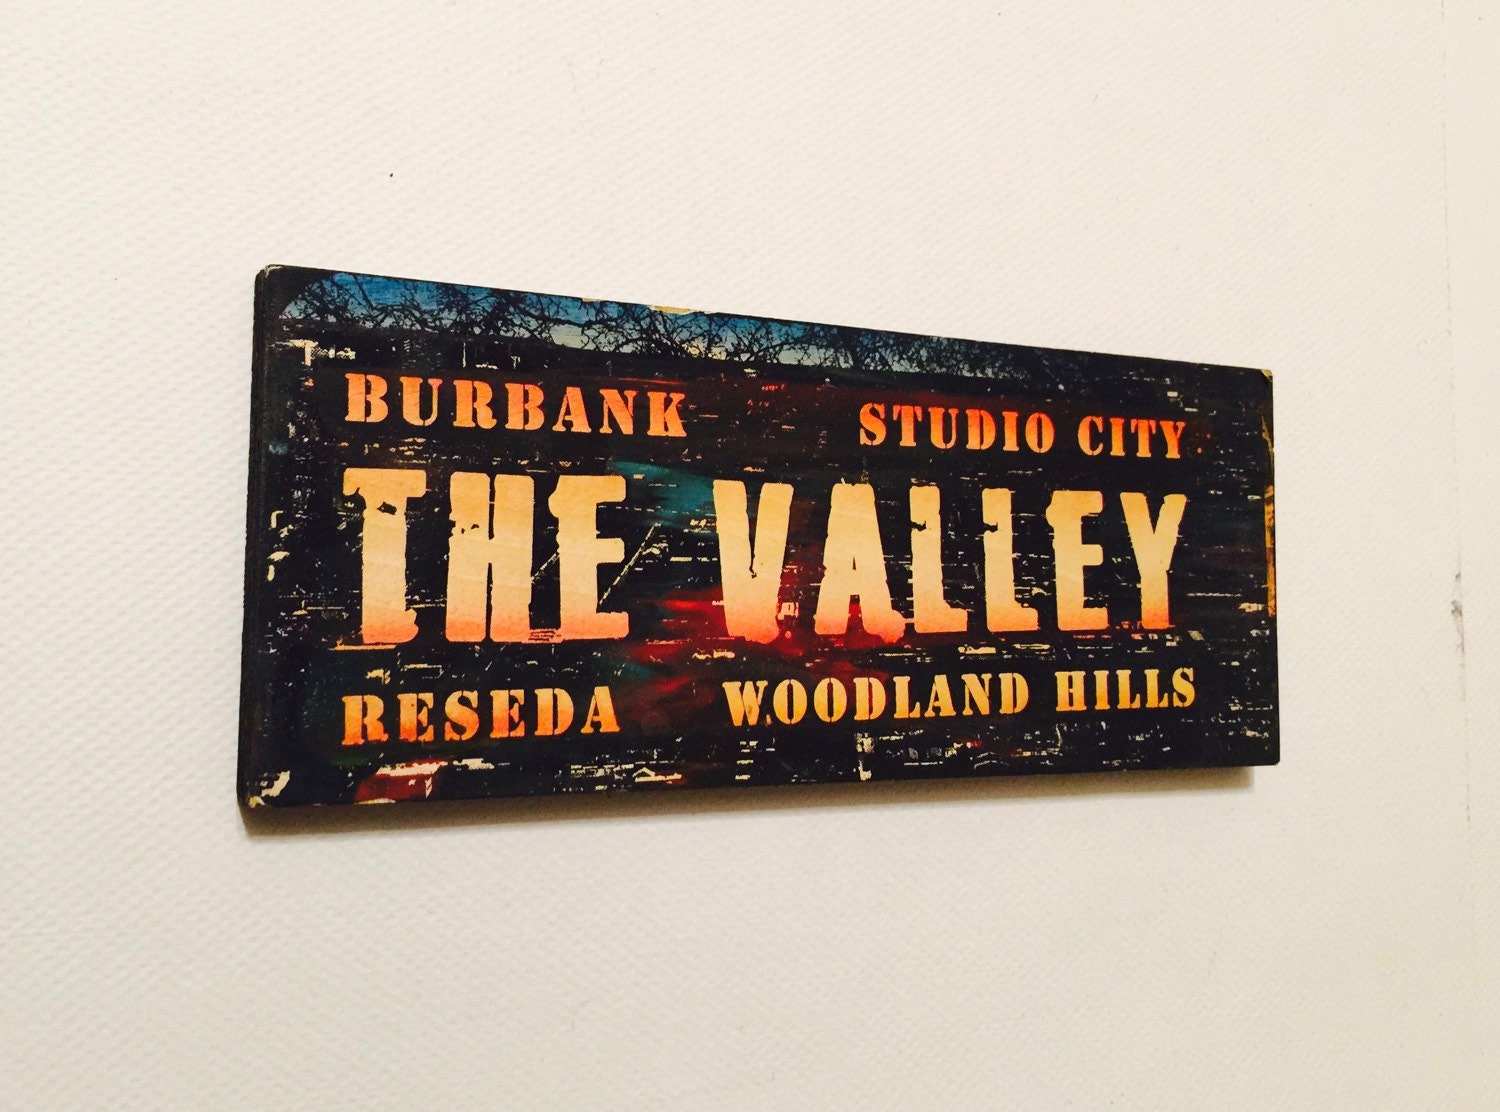 BURBANK STUDIO CITY
THE VALLEY
RESEDA WOODLAND HILLS